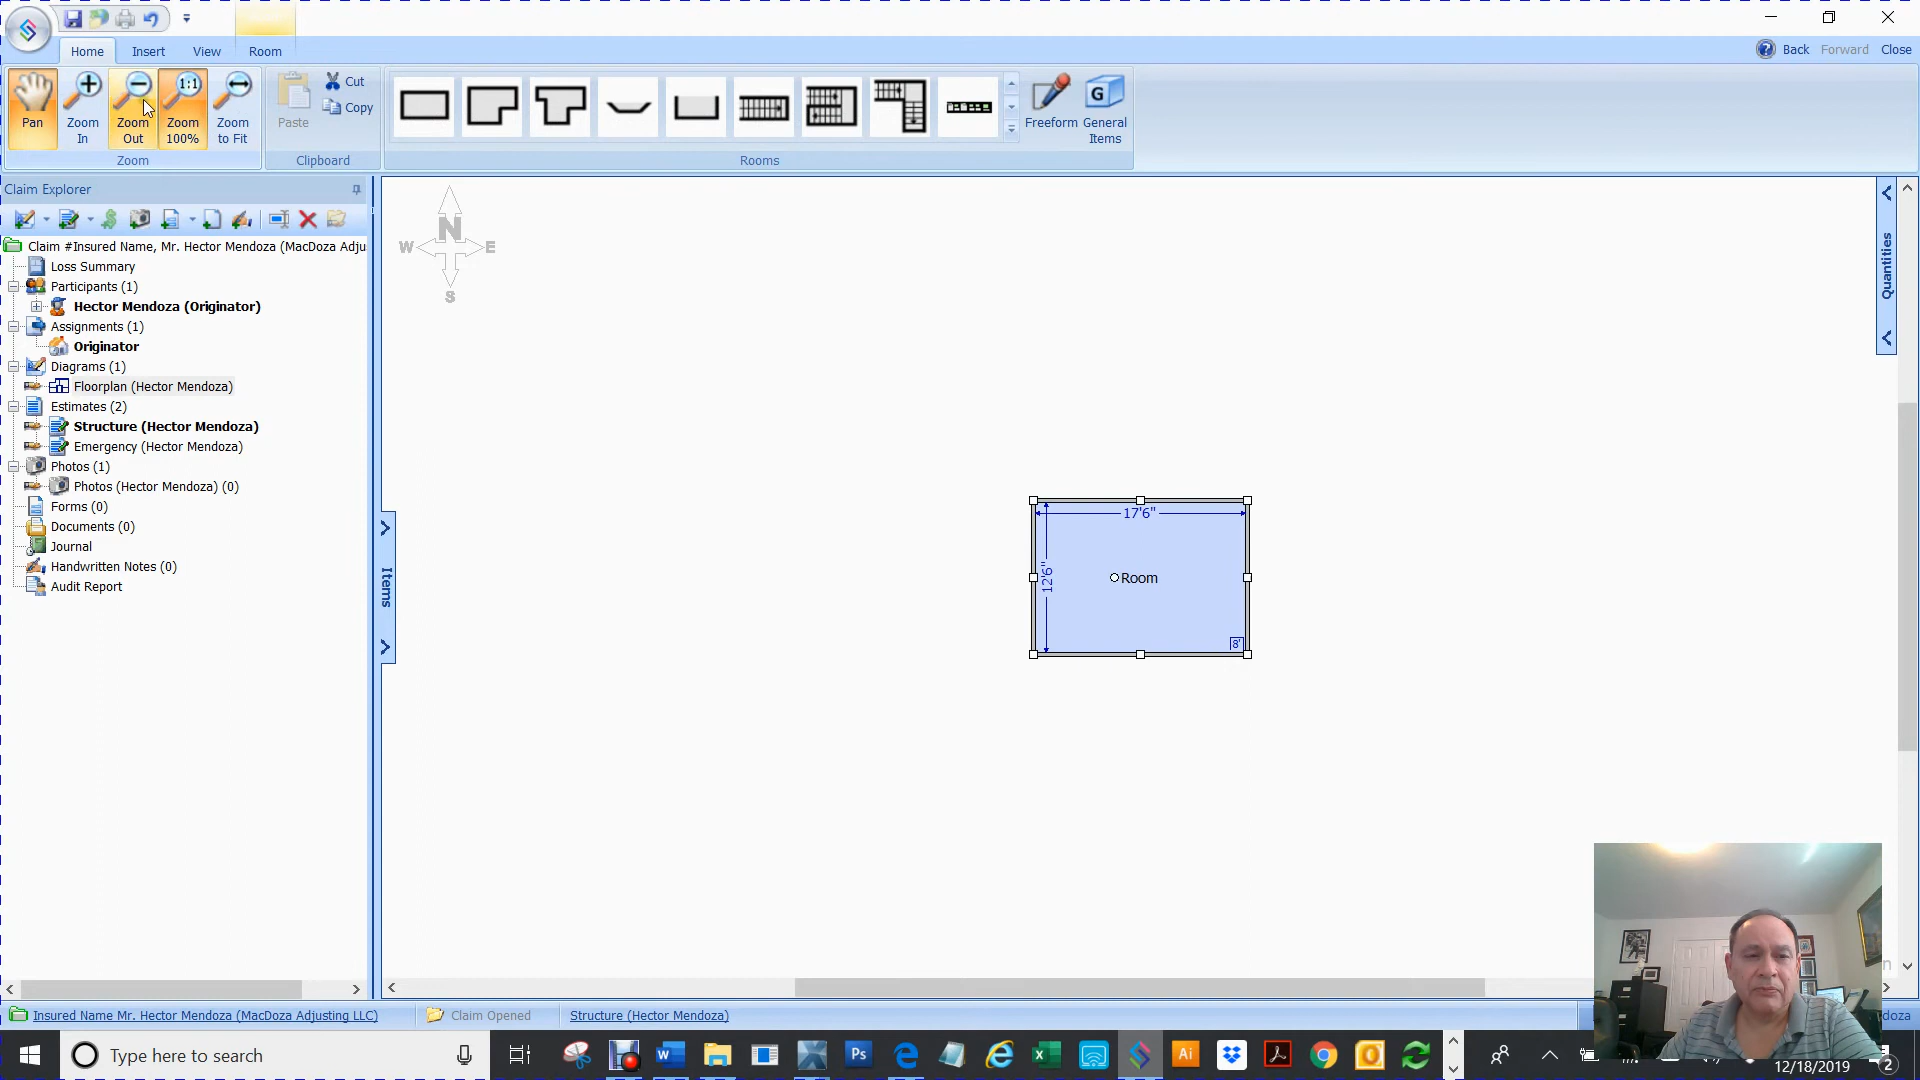 Home Insert View Room
Back Forward Close
Pan
Zoom In
Zoom Out
1:1
Zoom 100%
Zoom to Fit
Zoom
Paste
Cut
Copy
Clipboard
Rooms
Freeform
G
General Items
Claim Explorer
Claim #Insured Name, Mr. Hector Mendoza (MacDoza Adju
Loss Summary
Participants (1)
Hector Mendoza (Originator)
Assignments (1)
Originator
Diagrams (1)
Floorplan (Hector Mendoza)
Estimates (2)
Structure (Hector Mendoza)
Emergency (Hector Mendoza)
Photos (1)
Photos (Hector Mendoza) (0)
Forms (0)
Documents (0)
Journal
Handwritten Notes (0)
Audit Report
N
W E
S
Items
Quantities
17'6"
12'6"
Room
8'
Insured Name Mr. Hector Mendoza (MacDoza Adjusting LLC)
Claim Opened
Structure (Hector Mendoza)
doza
Type here to search
12/18/2019
2